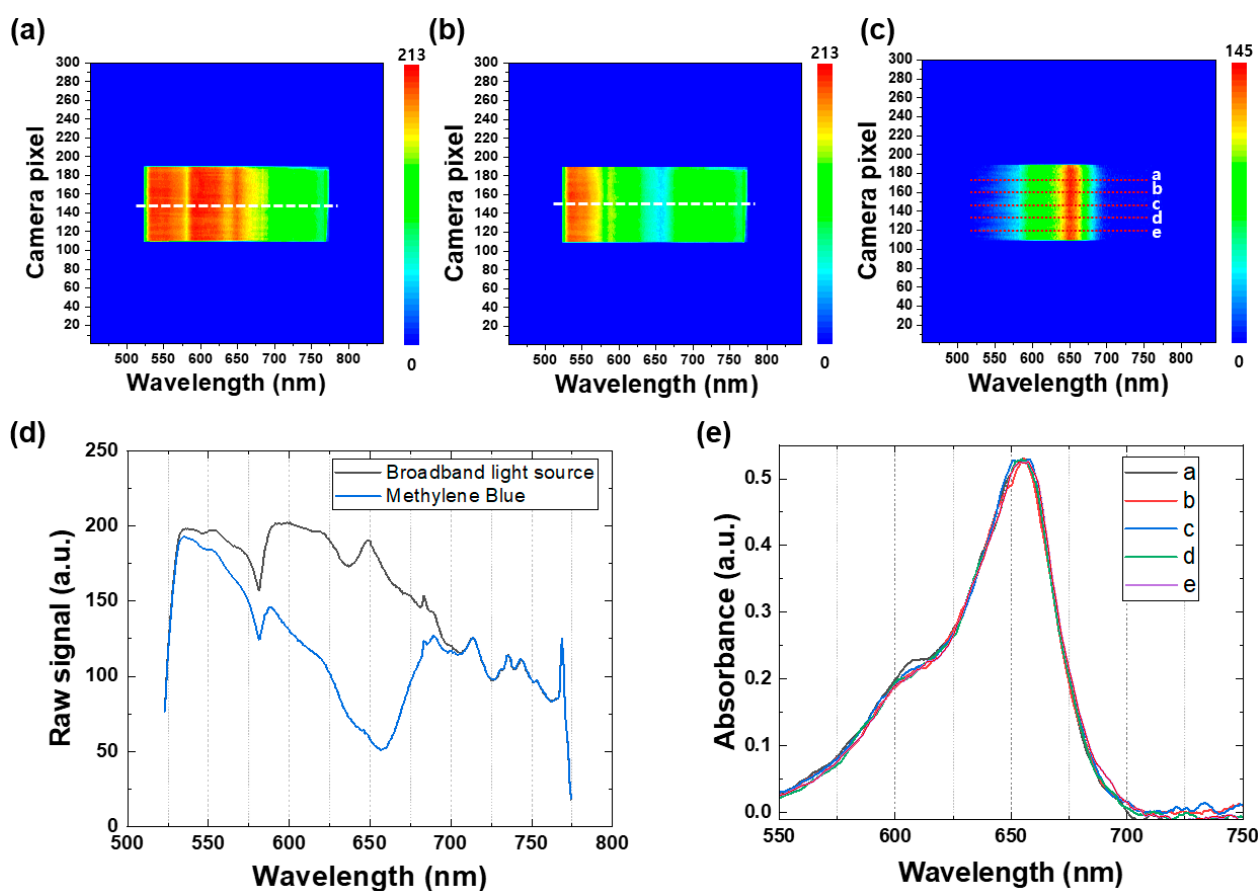 (a)
213
300
280
260
240
220
200
180
160
140
120
100
80
60
40
20
Camera pixel
500 550 600 650 700 750 800
Wavelength (nm)
0
(b)
213
300
280
260
240
220
200
180
160
140
120
100
80
60
40
20
Camera pixel
500 550 600 650 700 750 800
Wavelength (nm)
0
(c)
145
300
280
260
240
220
200
180
160
140
120
100
80
60
40
20
Camera pixel
a
b
c
d
e
500 550 600 650 700 750 800
Wavelength (nm)
0
(d)
250
200
150
100
50
0
Raw signal (a.u.)
Broadband light source
Methylene Blue
500 550 600 650 700 750 800
Wavelength (nm)
(e)
0.5
0.4
0.3
0.2
0.1
0.0
Absorbance (a.u.)
a
b
c
d
e
550 600 650 700 750
Wavelength (nm)